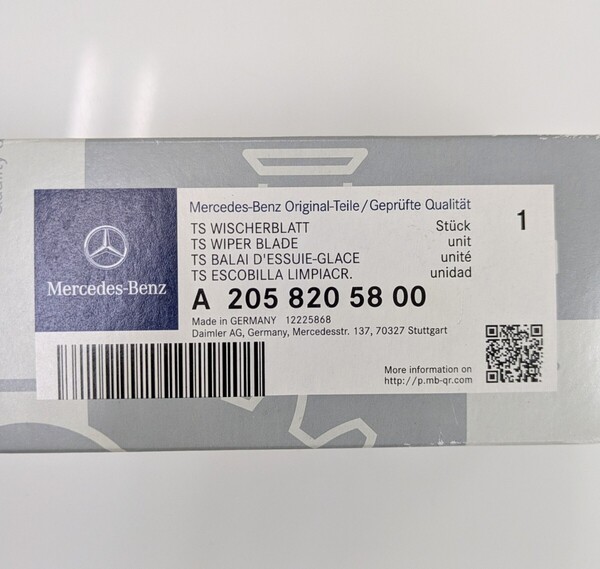 Mercedes-Benz Original-Teile/Geprüfte Qualität
TS WISCHERBLATT Stück 1
TS WIPER BLADE unit
TS BALAI D'ESSUIE-GLACE unité
TS ESCOBILLA LIMPIACR. unidad
Mercedes-Benz
A 205 820 58 00
Made in GERMANY 12225868
Daimler AG, Germany, Mercedesstr. 137, 70327 Stuttgart
More information on
http://p.mb-qr.com